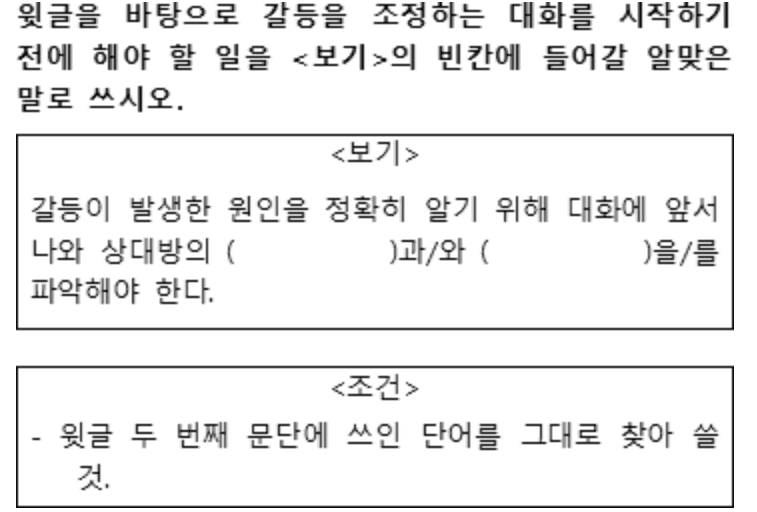 윗글을 바탕으로 갈등을 조정하는 대화를 시작하기
전에 해야 할 일을 <보기>의 빈칸에 들어갈 알맞은
말로 쓰시오.
<보기>
갈등이 발생한 원인을 정확히 알기 위해 대화에 앞서
나와 상대방의 (                )과/와 (                )을/를
파악해야 한다.
<조건>
- 윗글 두 번째 문단에 쓰인 단어를 그대로 찾아 쓸
것.